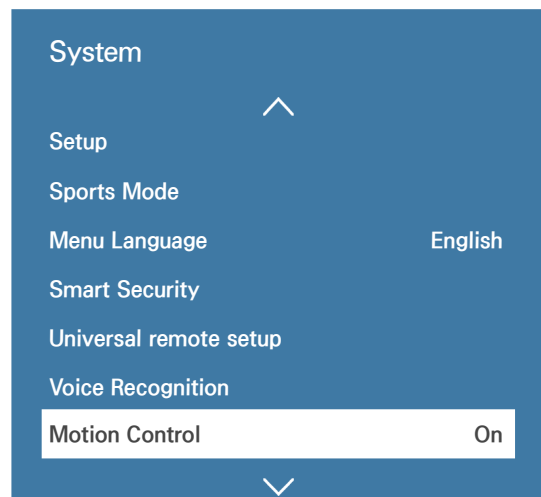 System
Setup
Sports Mode
Menu Language English
Smart Security
Universal remote setup
Voice Recognition
Motion Control On